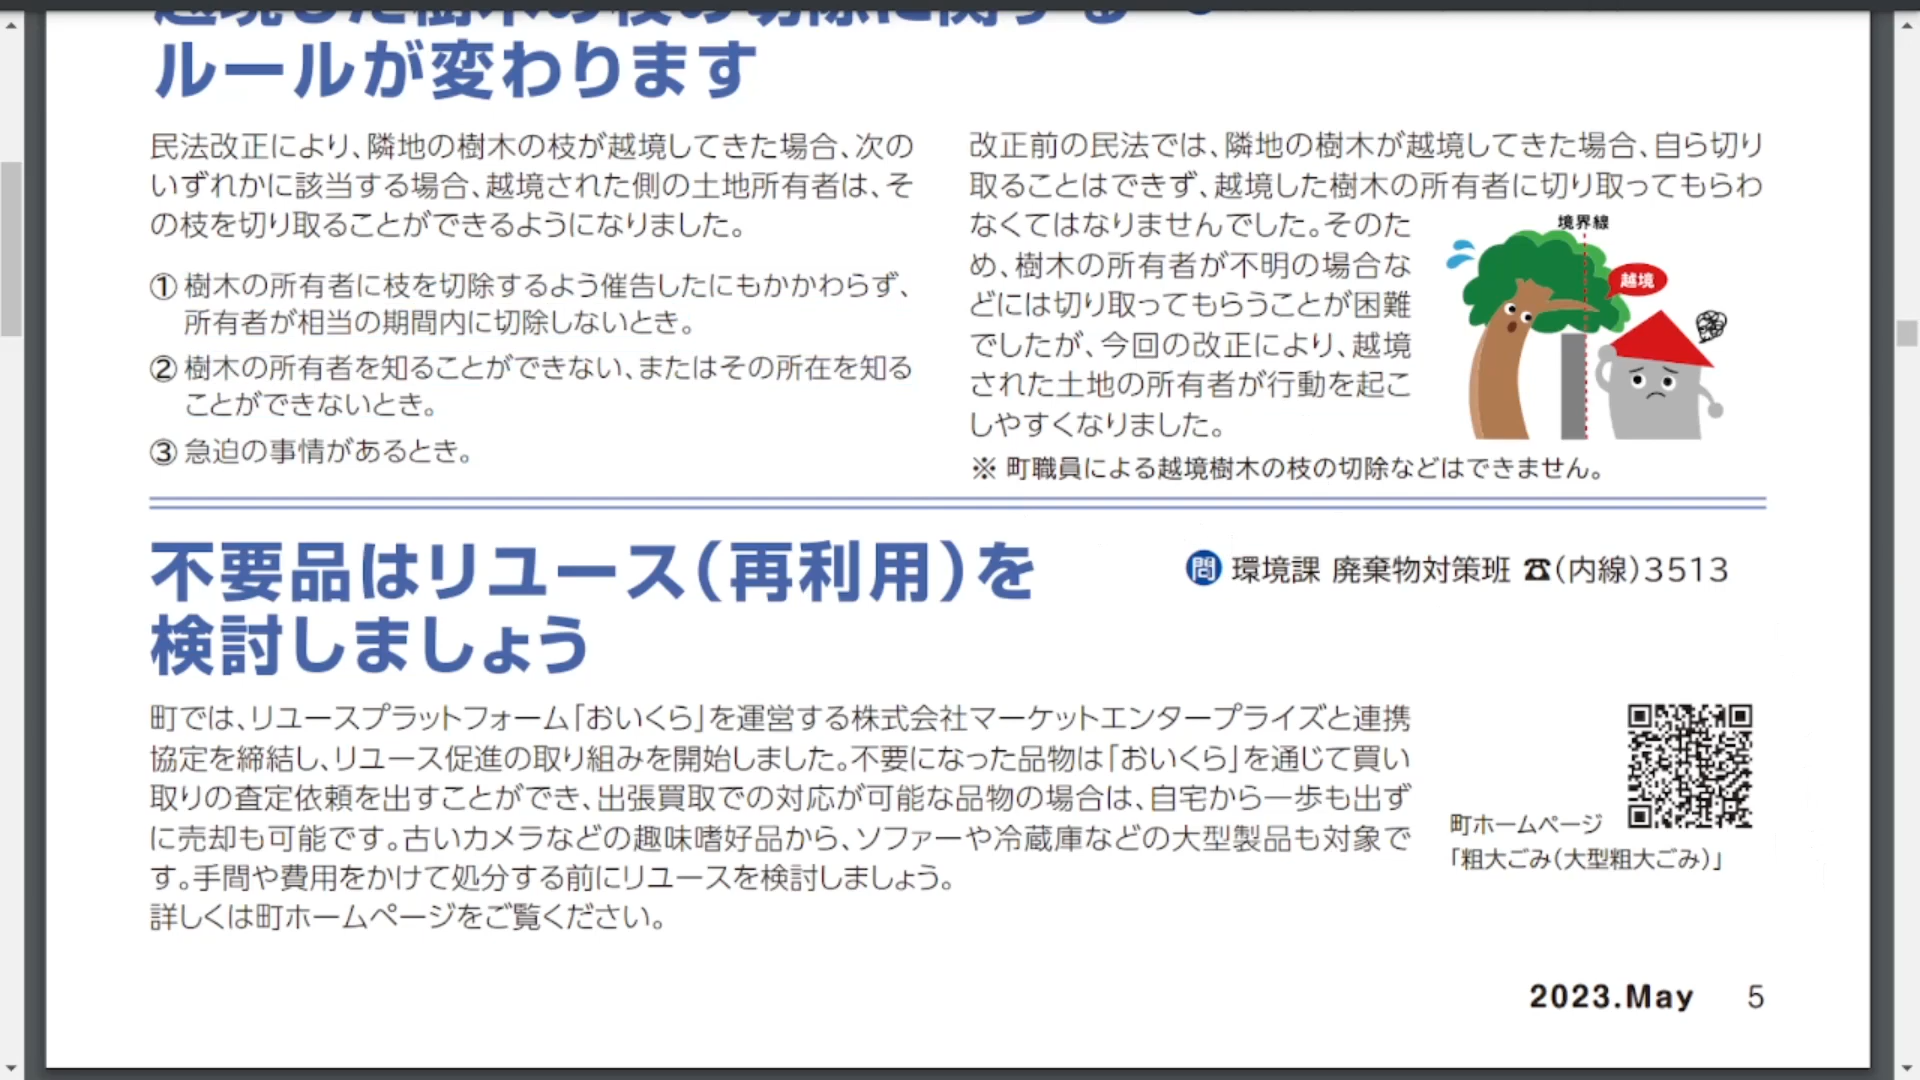 越境した樹木の枝の切除に関する
ルールが変わります
民法改正により、隣地の樹木の枝が越境してきた場合、次の
いずれかに該当する場合、越境された側の土地所有者は、そ
の枝を切り取ることができるようになりました。
① 樹木の所有者に枝を切除するよう催告したにもかかわらず、
所有者が相当の期間内に切除しないとき。
② 樹木の所有者を知ることができない、またはその所在を知る
ことができないとき。
③ 急迫の事情があるとき。
改正前の民法では、隣地の樹木が越境してきた場合、自ら切り
取ることはできず、越境した樹木の所有者に切り取ってもらわ
なくてはなりませんでした。そのた
め、樹木の所有者が不明の場合な
どには切り取ってもらうことが困難
でしたが、今回の改正により、越境
された土地の所有者が行動を起こ
しやすくなりました。
境界線
越境
※ 町職員による越境樹木の枝の切除などはできません。
不要品はリユース(再利用)を
検討しましょう
問 環境課 廃棄物対策班 ☎(内線)3513
町では、リユースプラットフォーム「おいくら」を運営する株式会社マーケットエンタープライズと連携
協定を締結し、リユース促進の取り組みを開始しました。不要になった品物は「おいくら」を通じて買い
取りの査定依頼を出すことができ、出張買取での対応が可能な品物の場合は、自宅から一歩も出ず
に売却も可能です。古いカメラなどの趣味嗜好品から、ソファーや冷蔵庫などの大型製品も対象で
す。手間や費用をかけて処分する前にリユースを検討しましょう。
詳しくは町ホームページをご覧ください。
町ホームページ
「粗大ごみ(大型粗大ごみ)」
2023.May 5